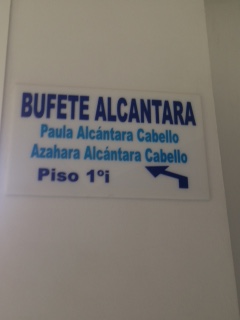 BUFETE ALCANTARA
Paula Alcántara Cabello
Azahara Alcántara Cabello
Piso 1ºi